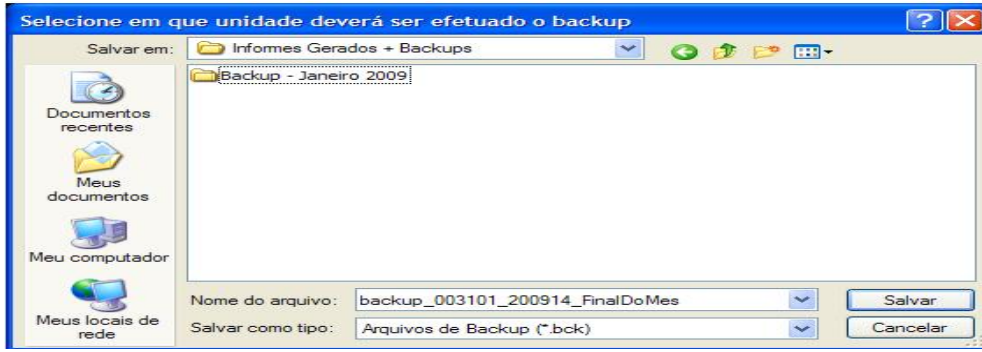 Selecione em que unidade deverá ser efetuado o backup
Salvar em:
Informes Gerados + Backups
Backup - Janeiro 2009
Documentos
recentes
Meus
documentos
Meu computador
Meus locais de
rede
Nome do arquivo:
backup_003101_200914_FinalDoMes
Salvar
Salvar como tipo:
Arquivos de Backup (*.bck)
Cancelar